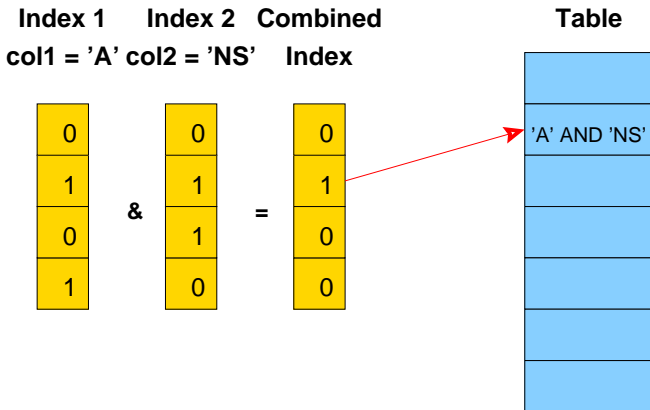 Index 1 Index 2 Combined Table
col1 = ’A’ col2 = ’NS’ Index
0 0 0 ’A’ AND ’NS’
1 1 1
& =
0 1 0
1 0 0